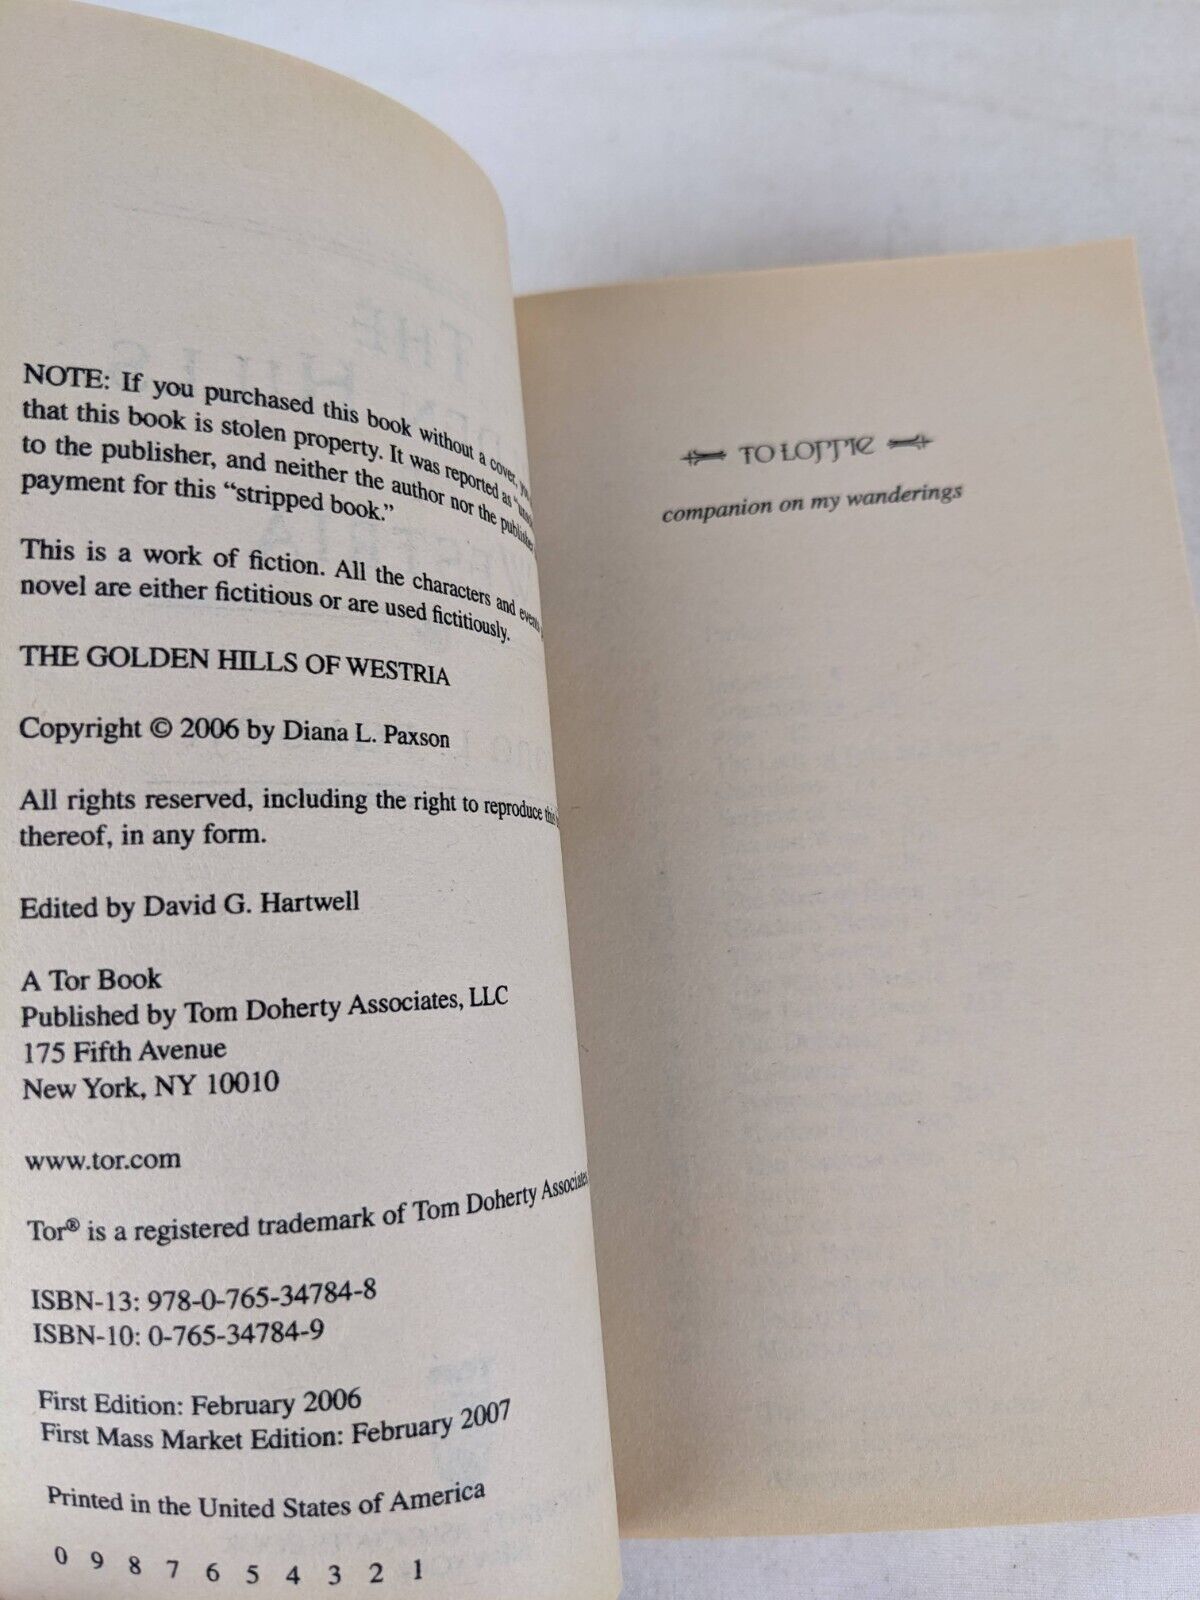 NOTE: If you purchased this book without a cover,
that this book is stolen property. It was reported as
to the publisher, and neither the author nor the publisher
payment for this “stripped book.”
This is a work of fiction. All the characters and events
novel are either fictitious or are used fictitiously.
THE GOLDEN HILLS OF WESTRIA
Copyright © 2006 by Diana L. Paxson
All rights reserved, including the right to reproduce this
thereof, in any form.
Edited by David G. Hartwell
A Tor Book
Published by Tom Doherty Associates, LLC
175 Fifth Avenue
New York, NY 10010
www.tor.com
Tor® is a registered trademark of Tom Doherty Associates
ISBN-13: 978-0-765-34784-8
ISBN-10: 0-765-34784-9
First Edition: February 2006
First Mass Market Edition: February 2007
Printed in the United States of America
0 9 8 7 6 5 4 3 2 1
TO LOTTIE
companion on my wanderings